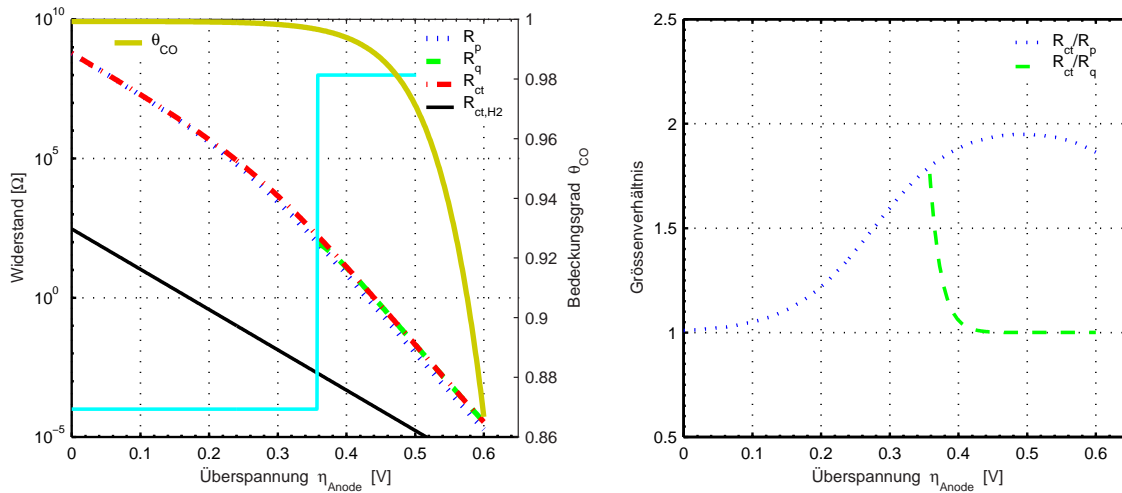 10^10
10^5
10^0
10^−5
Widerstand [Ω]
0
0.1
0.2
0.3
0.4
0.5
0.6
Überspannung η_Anode [V]
θ_CO
R_p
R_q
R_ct
R_ct,H2
1
0.98
0.96
0.94
0.92
0.9
0.88
0.86
Bedeckungsgrad θ_CO
2.5
2
1.5
1
0.5
Grössenverhältnis
R_ct/R_p
R_ct/R_q
0
0.1
0.2
0.3
0.4
0.5
0.6
Überspannung η_Anode [V]